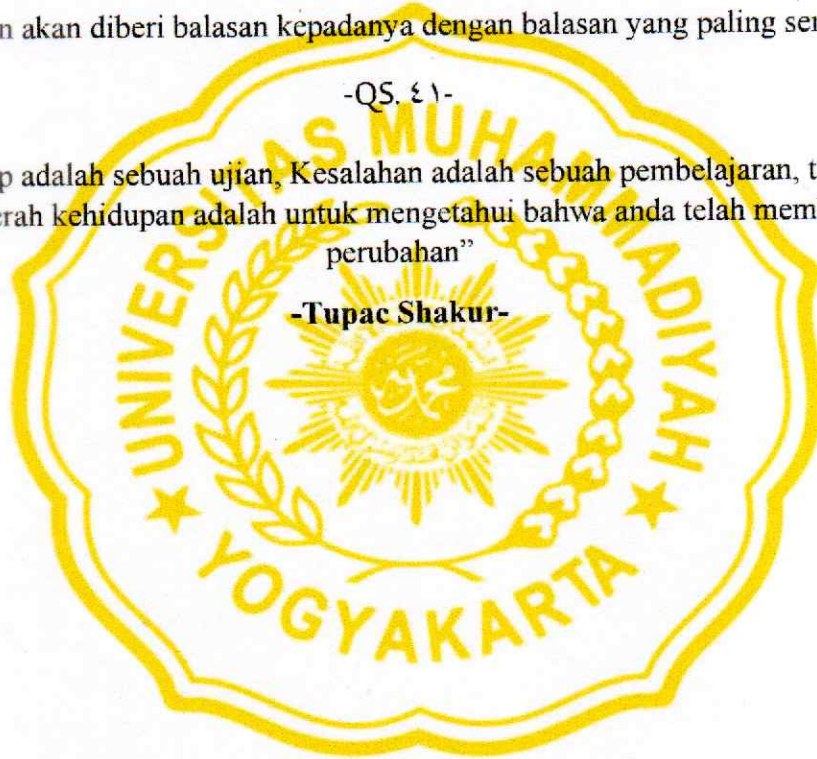 n akan diberi balasan kepadanya dengan balasan yang paling se
-QS. ٤١-
p adalah sebuah ujian, Kesalahan adalah sebuah pembelajaran, t
erah kehidupan adalah untuk mengetahui bahwa anda telah mem
perubahan”
-Tupac Shakur-
UNIVERSITAS MUHAMMADIYAH
YOGYAKARTA